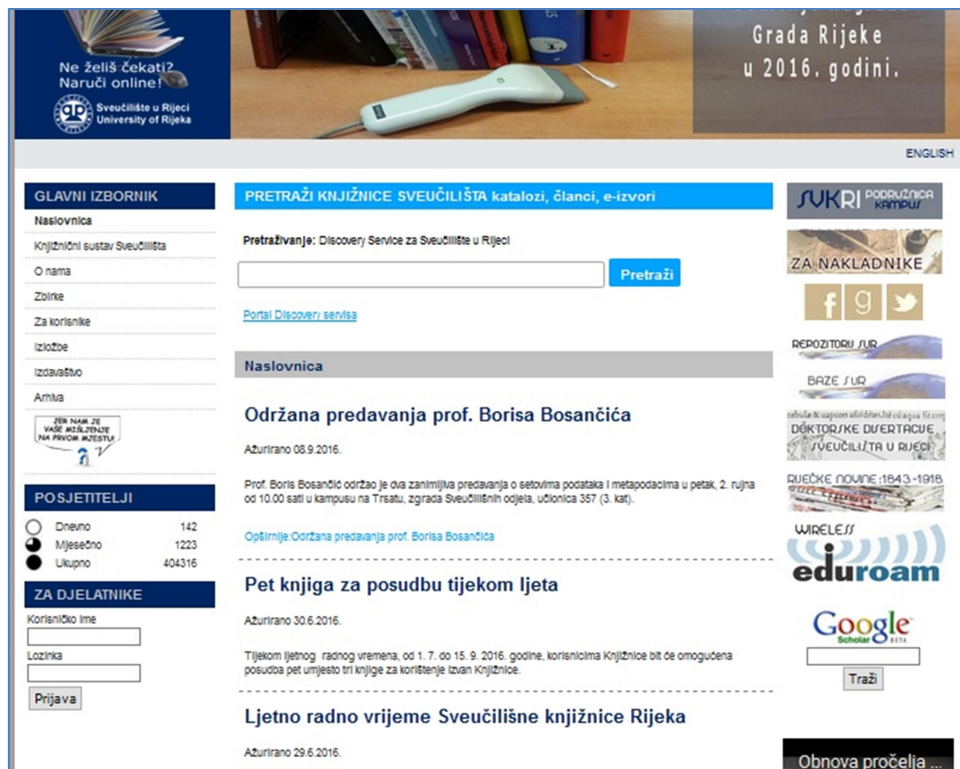 Grada Rijeke
u 2016. godini.
Ne želiš čekati?
Naruči online!
Sveučilište u Rijeci
University of Rijeka
ENGLISH
GLAVNI IZBORNIK
Naslovnica
Knjižnični sustav Sveučilišta
O nama
Zbirke
Za korisnike
Izložbe
Izdavaštvo
Arhiva
JER NAM JE
VAŠE MIŠLJENJE
NA PRVOM MJESTU!
?
POSJETITELJI
Dnevno 142
Mjesečno 1223
Ukupno 404316
ZA DJELATNIKE
Korisničko ime
Lozinka
Prijava
PRETRAŽI KNJIŽNICE SVEUČILIŠTA katalozi, članci, e-izvori
Pretraživanje: Discovery Service za Sveučilište u Rijeci
Pretraži
Portal Discovery servisa
Naslovnica
Održana predavanja prof. Borisa Bosančića
Ažurirano 08.9.2016.
Prof. Boris Bosančić održao je dva zanimljiva predavanja o setovima podataka i metapodacima u petak, 2. rujna
od 10.00 sati u kampusu na Trsatu, zgrada Sveučilišnih odjela, učionica 357 (3. kat).
Opširnije:Održana predavanja prof. Borisa Bosančića
Pet knjiga za posudbu tijekom ljeta
Ažurirano 30.6.2016.
Tijekom ljetnog radnog vremena, od 1. 7. do 15. 9. 2016. godine, korisnicima Knjižnice bit će omogućena
posudba pet umjesto tri knjige za korištenje izvan Knjižnice.
Ljetno radno vrijeme Sveučilišne knjižnice Rijeka
Ažurirano 29.6.2016.
SVKRI PODRUŽNICA
KAMPUS
ZA NAKLADNIKE
f g
REPOZITORIJ SUR
BAZE SUR
DOKTORSKE DISERTACIJE
SVEUČILIŠTA U RIJECI
RIJEČKE NOVINE:1843-1918
WIRELESS
eduroam
Google
Scholar BETA
Traži
Obnova pročelja ...